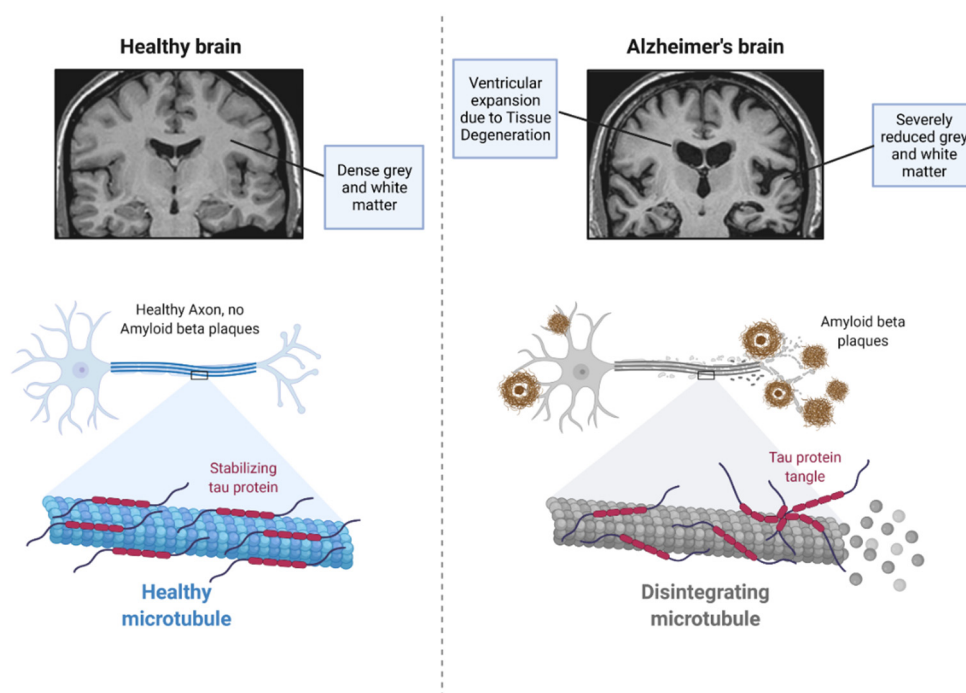 Healthy brain
Dense grey
and white
matter
Healthy Axon, no
Amyloid beta plaques
Stabilizing
tau protein
Healthy
microtubule
Alzheimer's brain
Ventricular
expansion
due to Tissue
Degeneration
Severely
reduced grey
and white
matter
Amyloid beta
plaques
Tau protein
tangle
Disintegrating
microtubule